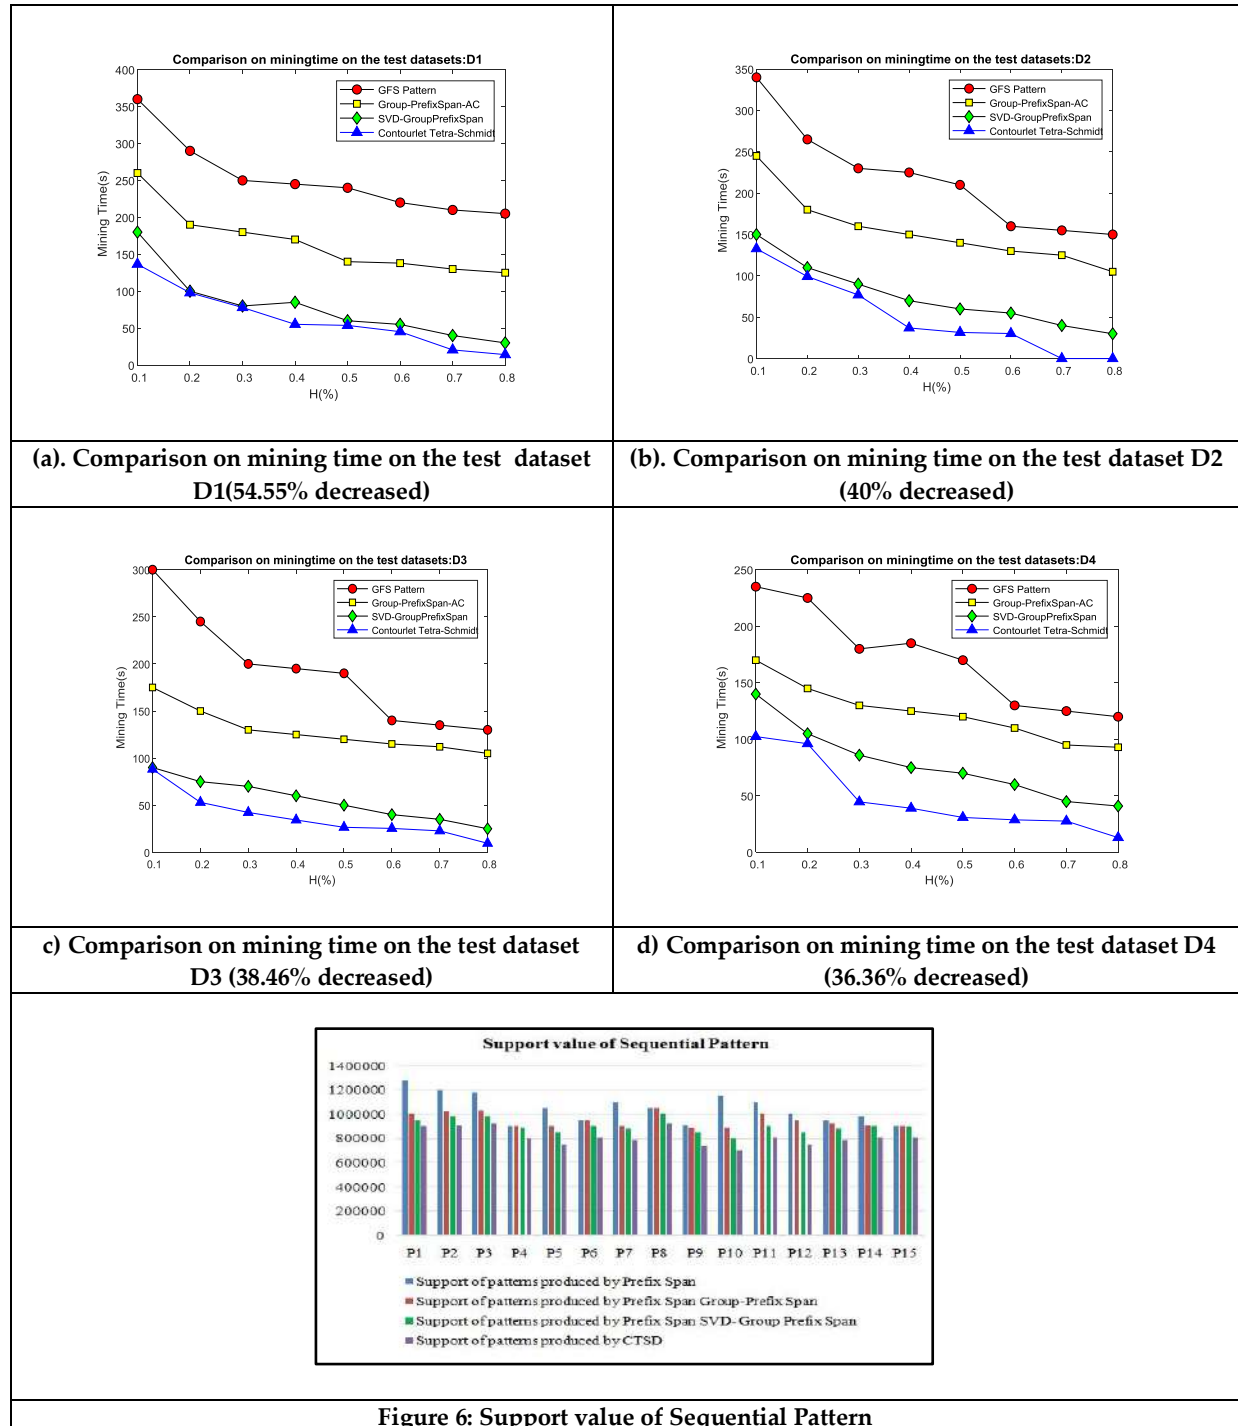 Comparison on miningtime on the test datasets:D1
400
350
300
250
200
150
100
50
0
Mining Time(s)
GFS Pattern
Group-PrefixSpan-AC
SVD-GroupPrefixSpan
Contourlet Tetra-Schmidt
0.1 0.2 0.3 0.4 0.5 0.6 0.7 0.8
H(%)
Comparison on miningtime on the test datasets:D2
350
300
250
200
150
100
50
0
Mining Time(s)
GFS Pattern
Group-PrefixSpan-AC
SVD-GroupPrefixSpan
Contourlet Tetra-Schmidt
0.1 0.2 0.3 0.4 0.5 0.6 0.7 0.8
H(%)
(a). Comparison on mining time on the test dataset
D1(54.55% decreased)
(b). Comparison on mining time on the test dataset D2
(40% decreased)
Comparison on miningtime on the test datasets:D3
300
250
200
150
100
50
0
Mining Time(s)
GFS Pattern
Group-PrefixSpan-AC
SVD-GroupPrefixSpan
Contourlet Tetra-Schmidt
0.1 0.2 0.3 0.4 0.5 0.6 0.7 0.8
H(%)
Comparison on miningtime on the test datasets:D4
250
200
150
100
50
0
Mining Time(s)
GFS Pattern
Group-PrefixSpan-AC
SVD-GroupPrefixSpan
Contourlet Tetra-Schmidt
0.1 0.2 0.3 0.4 0.5 0.6 0.7 0.8
H(%)
c) Comparison on mining time on the test dataset
D3 (38.46% decreased)
d) Comparison on mining time on the test dataset D4
(36.36% decreased)
Support value of Sequential Pattern
1400000
1200000
1000000
800000
600000
400000
200000
0
P1 P2 P3 P4 P5 P6 P7 P8 P9 P10 P11 P12 P13 P14 P15
Support of patterns produced by Prefix Span
Support of patterns produced by Prefix Span Group-Prefix Span
Support of patterns produced by Prefix Span SVD- Group Prefix Span
Support of patterns produced by CTSD
Figure 6: Support value of Sequential Pattern